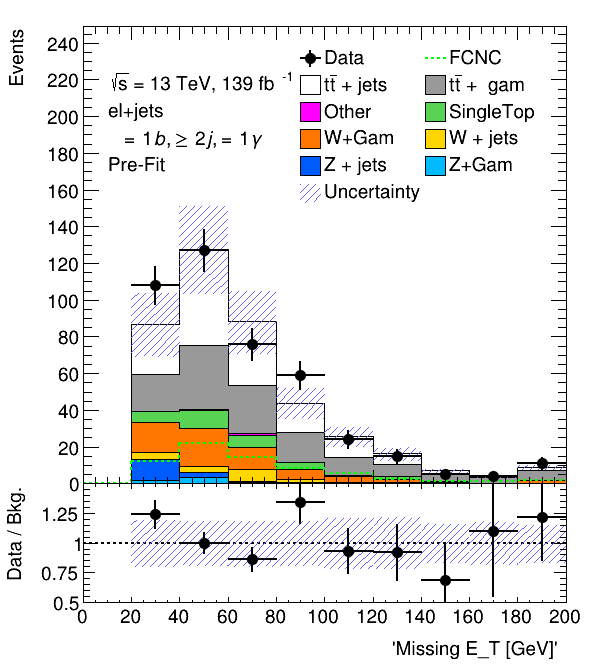 Events
240
220
200
180
160
140
120
100
80
60
40
20
0
√s = 13 TeV, 139 fb⁻¹
el+jets
= 1b, ≥ 2j, = 1γ
Pre-Fit
Data FCNC
tt̄ + jets tt̄ + gam
Other SingleTop
W+Gam W + jets
Z + jets Z+Gam
Uncertainty
Data / Bkg.
1.25
1
0.75
0.5
0 20 40 60 80 100 120 140 160 180 200
'Missing E_T [GeV]'